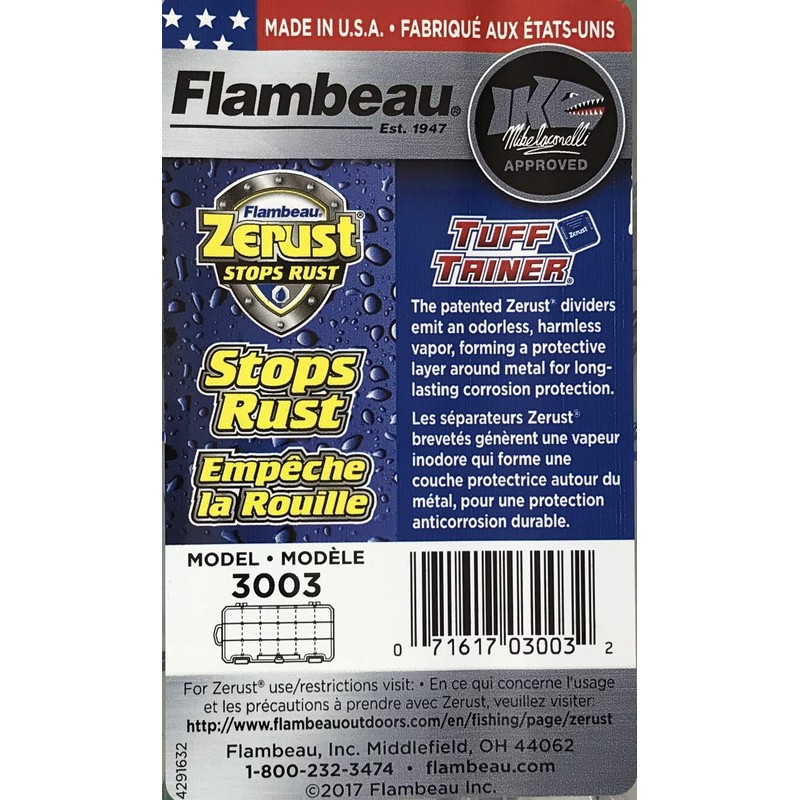 MADE IN U.S.A. • FABRIQUÉ AUX ÉTATS-UNIS
Flambeau®
Est. 1947
IKE
Mike Iaconelli
APPROVED
Flambeau®
Zerust®
STOPS RUST
Stops
Rust
Empêche
la Rouille
TUFF
TAINER®
Zerust
The patented Zerust® dividers
emit an odorless, harmless
vapor, forming a protective
layer around metal for long-
lasting corrosion protection.
Les séparateurs Zerust®
brevetés génèrent une vapeur
inodore qui forme une
couche protectrice autour du
métal, pour une protection
anticorrosion durable.
MODEL • MODÈLE
3003
0 71617 03003 2
For Zerust® use/restrictions visit: • En ce qui concerne l'usage
et les précautions à prendre avec Zerust, veuillez visiter:
http://www.flambeauoutdoors.com/en/fishing/page/zerust
Flambeau, Inc. Middlefield, OH 44062
1-800-232-3474 • flambeau.com
©2017 Flambeau Inc.
4291632